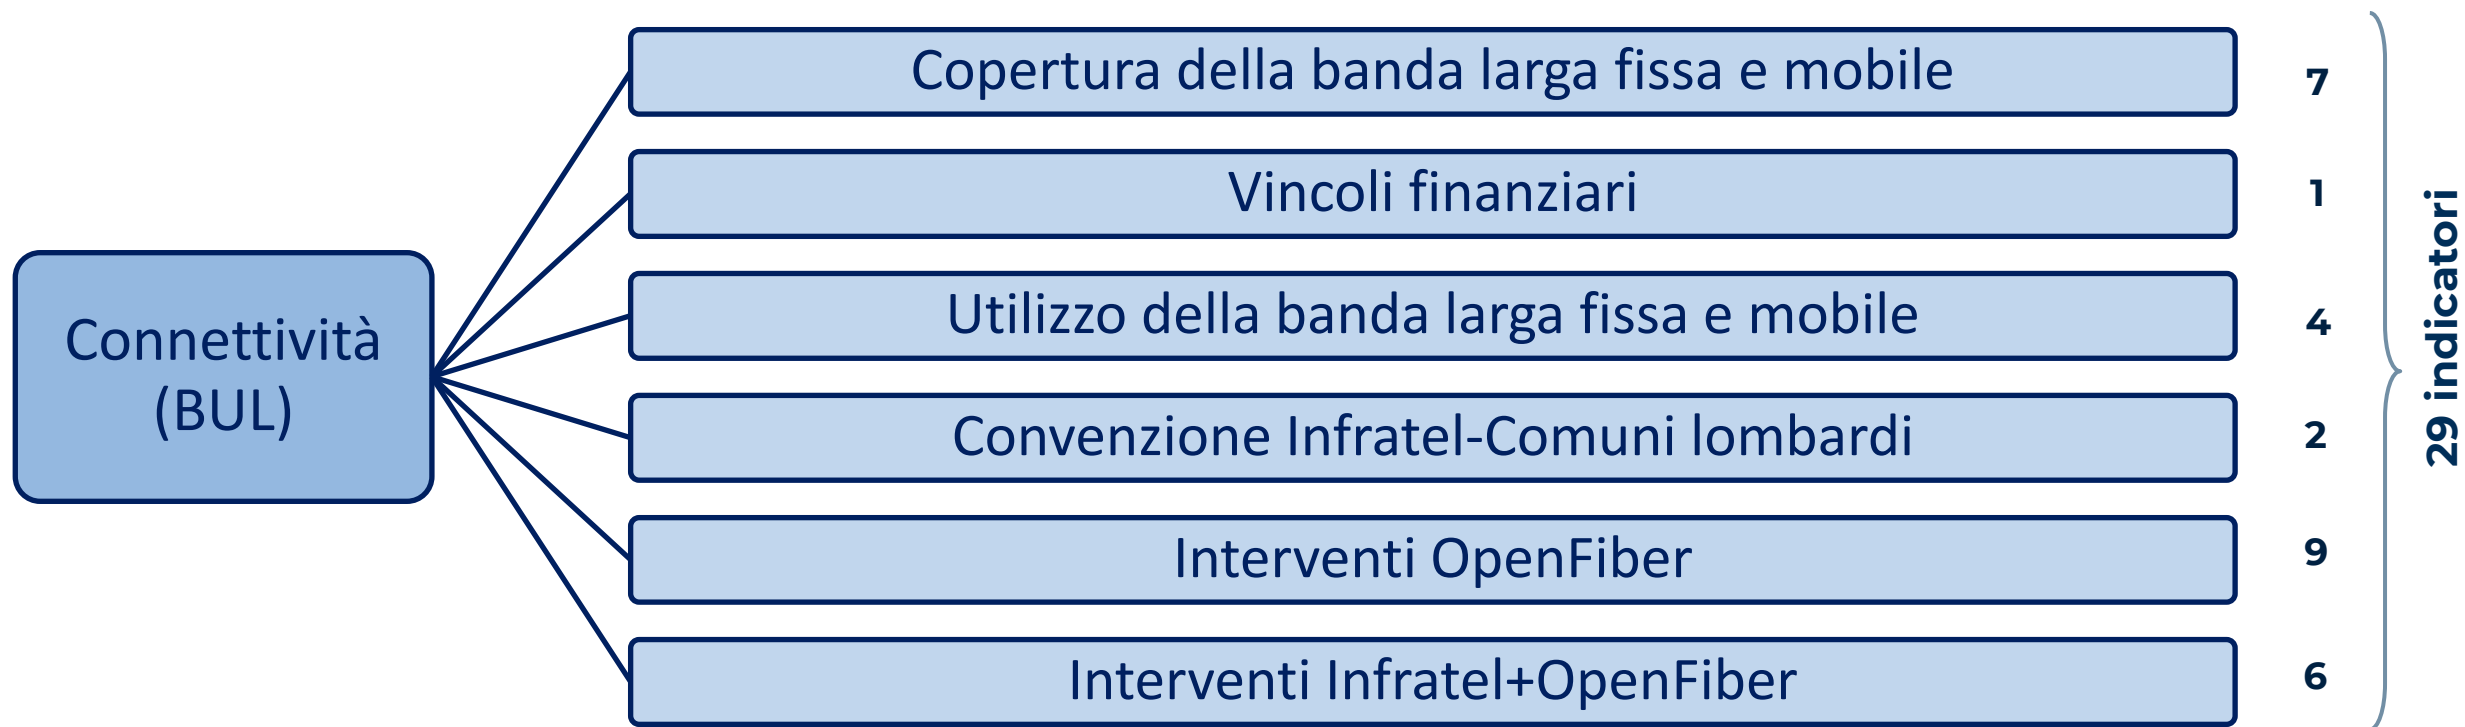 Connettività
(BUL)
Copertura della banda larga fissa e mobile 7
Vincoli finanziari 1
Utilizzo della banda larga fissa e mobile 4
Convenzione Infratel-Comuni lombardi 2
Interventi OpenFiber 9
Interventi Infratel+OpenFiber 6
29 indicatori